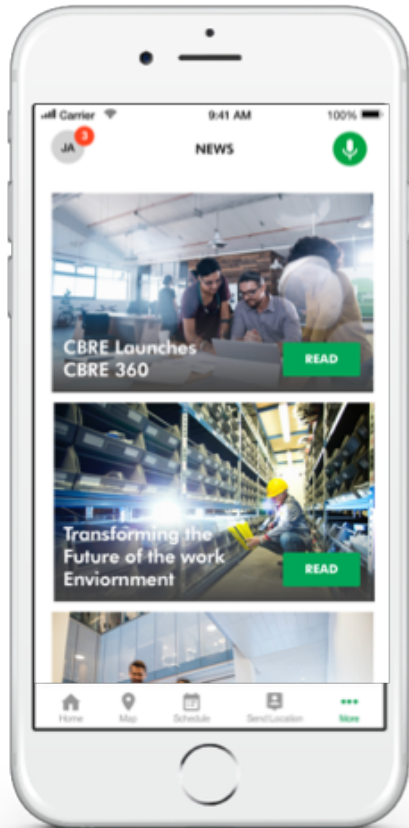 Carrier
9:41 AM
100%
JA
3
NEWS
CBRE Launches
CBRE 360
READ
Transforming the
Future of the work
Enviornment
READ
Home
Map
Schedule
Send Location
More